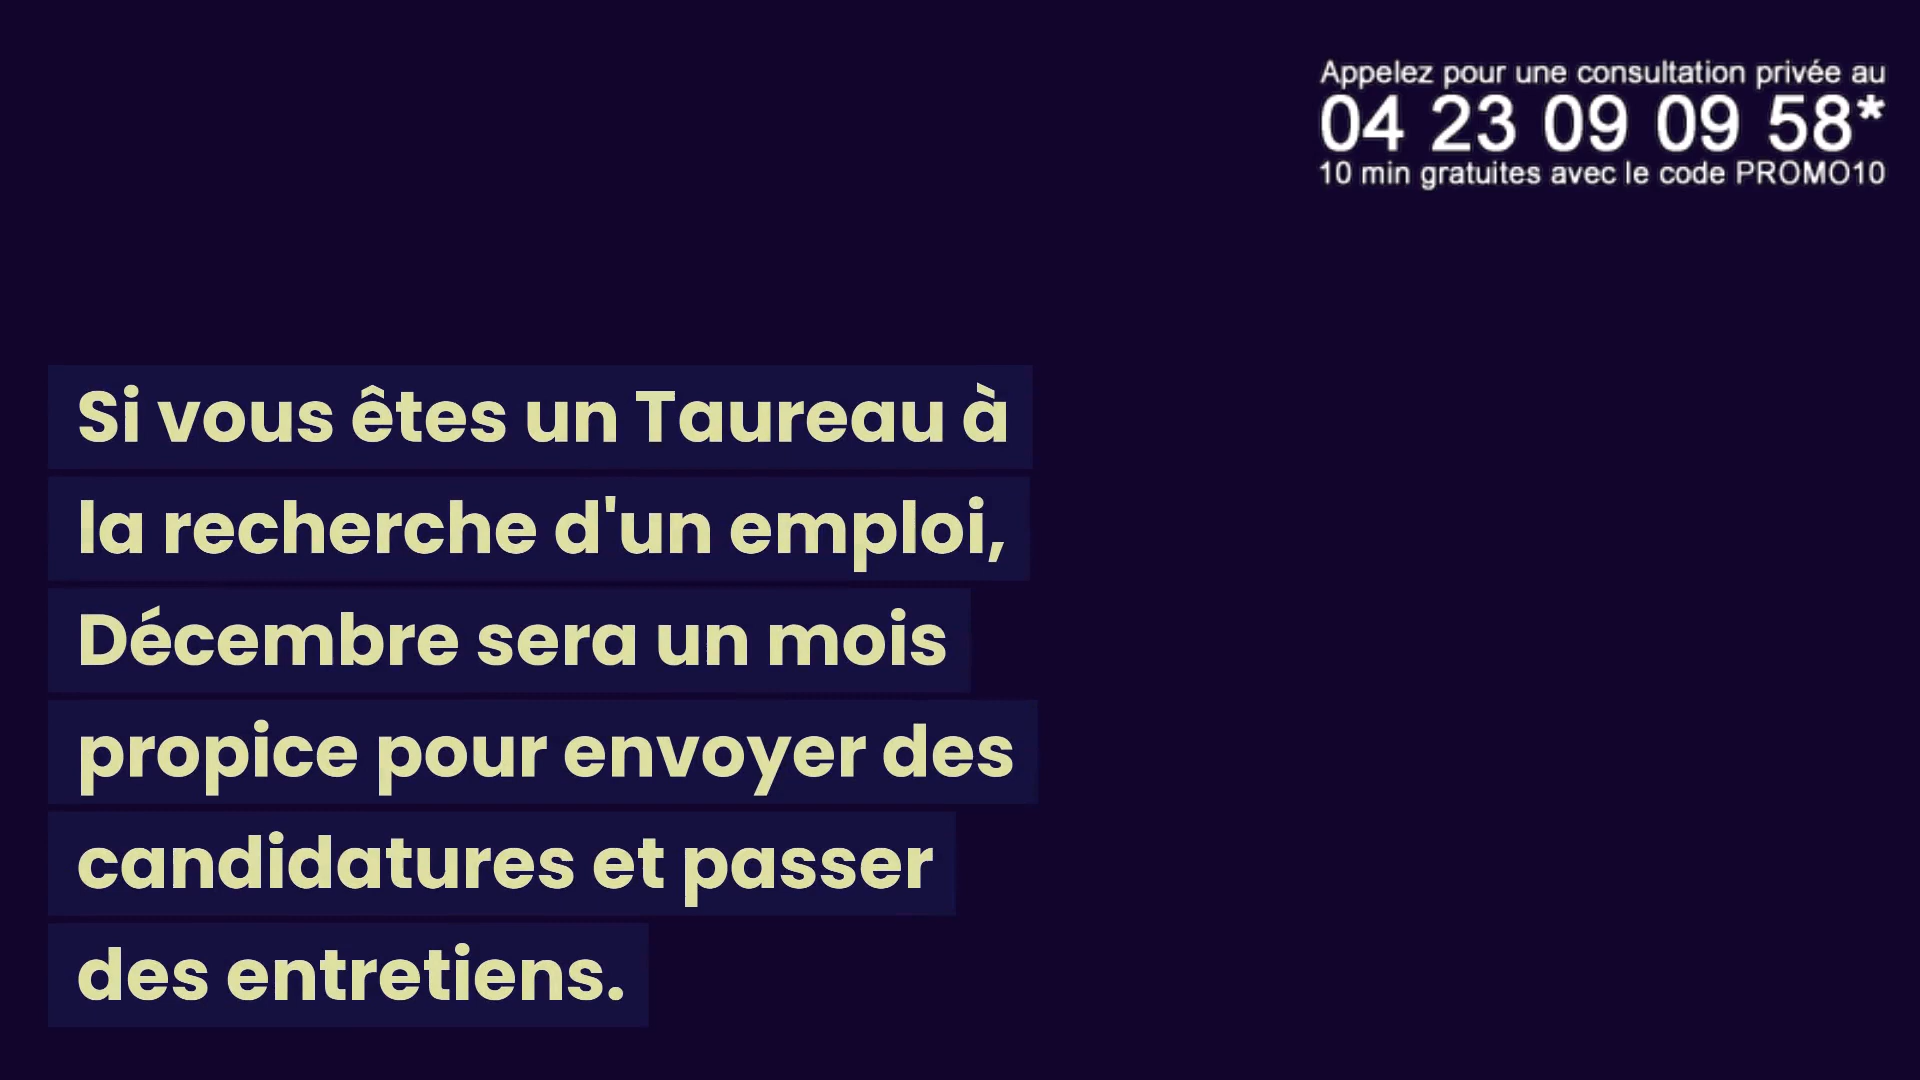 Appelez pour une consultation privée au
04 23 09 09 58*
10 min gratuites avec le code PROMO10
Si vous êtes un Taureau à
la recherche d'un emploi,
Décembre sera un mois
propice pour envoyer des
candidatures et passer
des entretiens.